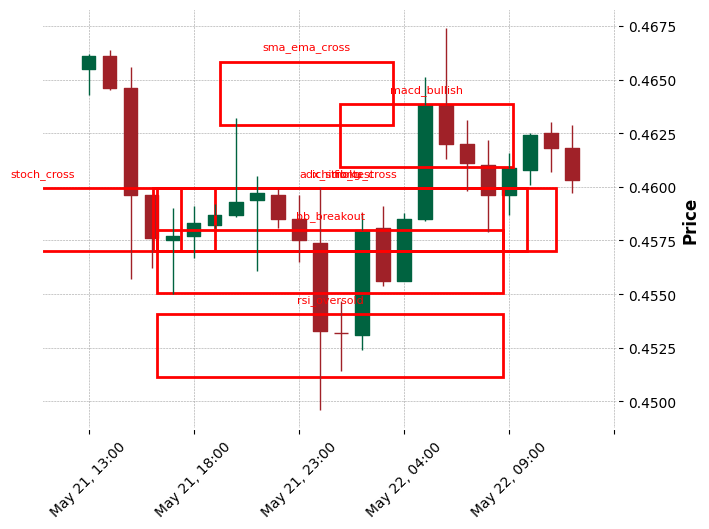 sma_ema_cross
macd_bullish
stoch_cross
bb_breakout
rsi_oversold
0.4675
0.4650
0.4625
0.4600
0.4575
0.4550
0.4525
0.4500
Price
May 21, 13:00
May 21, 18:00
May 21, 23:00
May 22, 04:00
May 22, 09:00